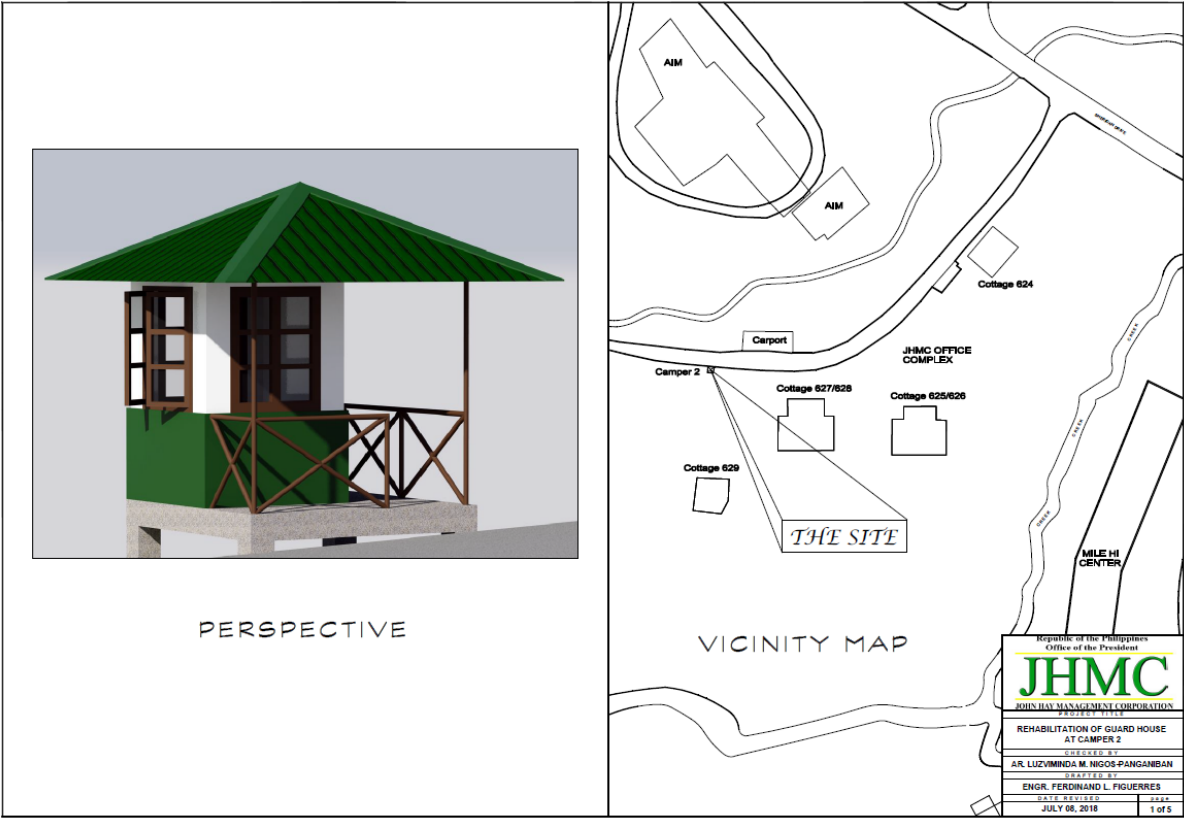 PERSPECTIVE
AIM
AIM
Cottage 624
Carport
JHMC OFFICE
COMPLEX
Camper 2
Cottage 627/628
Cottage 625/626
Cottage 629
THE SITE
CREEK
CREEK
CREEK
MILE HI
CENTER
VICINITY MAP
Republic of the Philippines
Office of the President
JHMC
JOHN HAY MANAGEMENT CORPORATION
PROJECT TITLE
REHABILITATION OF GUARD HOUSE
AT CAMPER 2
CHECKED BY
AR. LUZVIMINDA M. NIGOS-PANGANIBAN
DRAFTED BY
ENGR. FERDINAND L. FIGUERRES
DATE REVISED
page
JULY 08, 2018
1 of 5